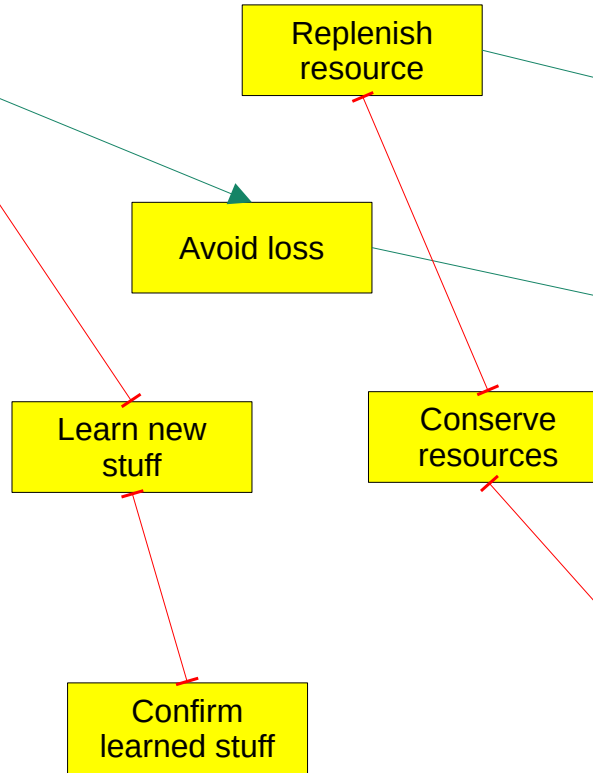 Replenish
resource
Avoid loss
Learn new
stuff
Conserve
resources
Confirm
learned stuff